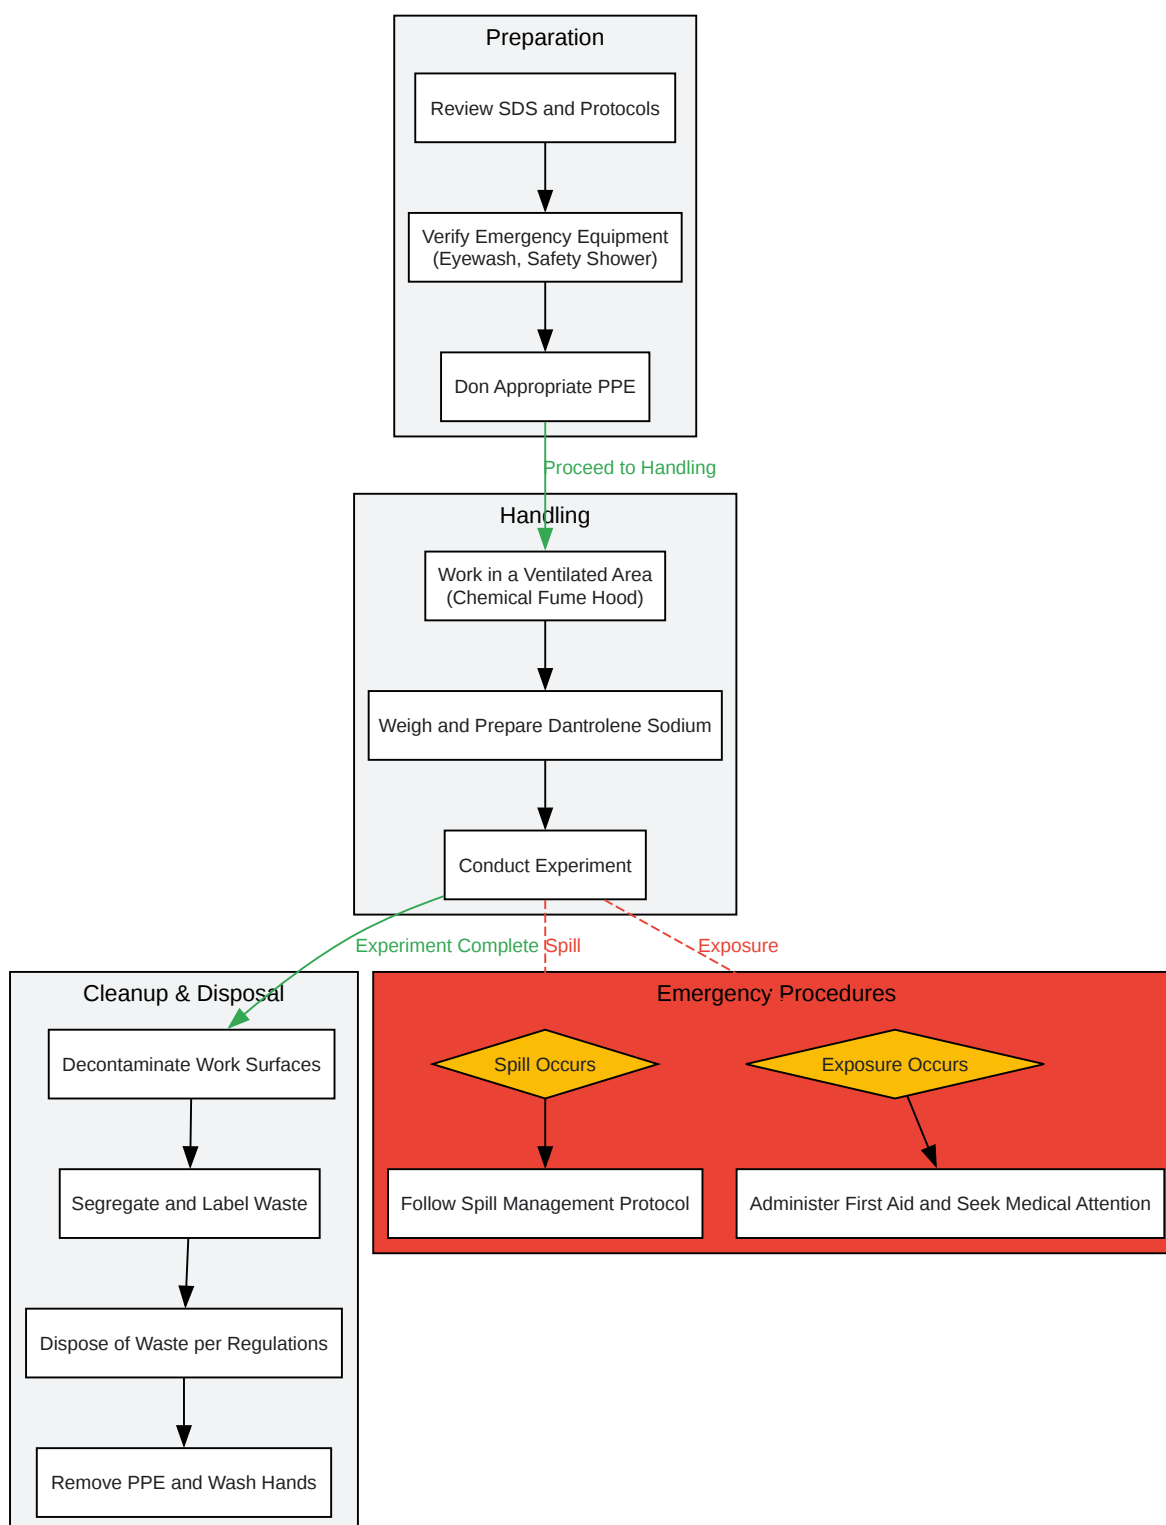 Preparation
Review SDS and Protocols
Verify Emergency Equipment
(Eyewash, Safety Shower)
Don Appropriate PPE
Proceed to Handling
Handling
Work in a Ventilated Area
(Chemical Fume Hood)
Weigh and Prepare Dantrolene Sodium
Conduct Experiment
Experiment Complete
Spill
Exposure
Cleanup & Disposal
Decontaminate Work Surfaces
Segregate and Label Waste
Dispose of Waste per Regulations
Remove PPE and Wash Hands
Emergency Procedures
Spill Occurs
Exposure Occurs
Follow Spill Management Protocol
Administer First Aid and Seek Medical Attention